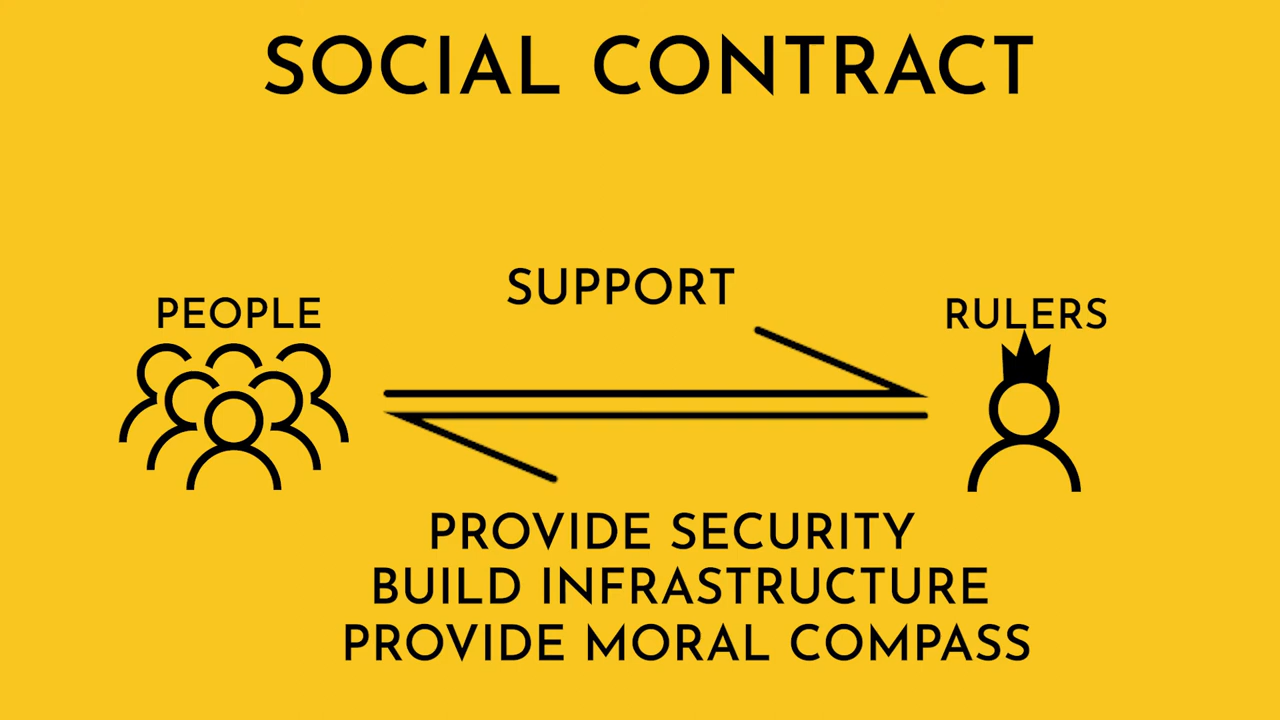 SOCIAL CONTRACT
SUPPORT
PEOPLE
RULERS
PROVIDE SECURITY
BUILD INFRASTRUCTURE
PROVIDE MORAL COMPASS